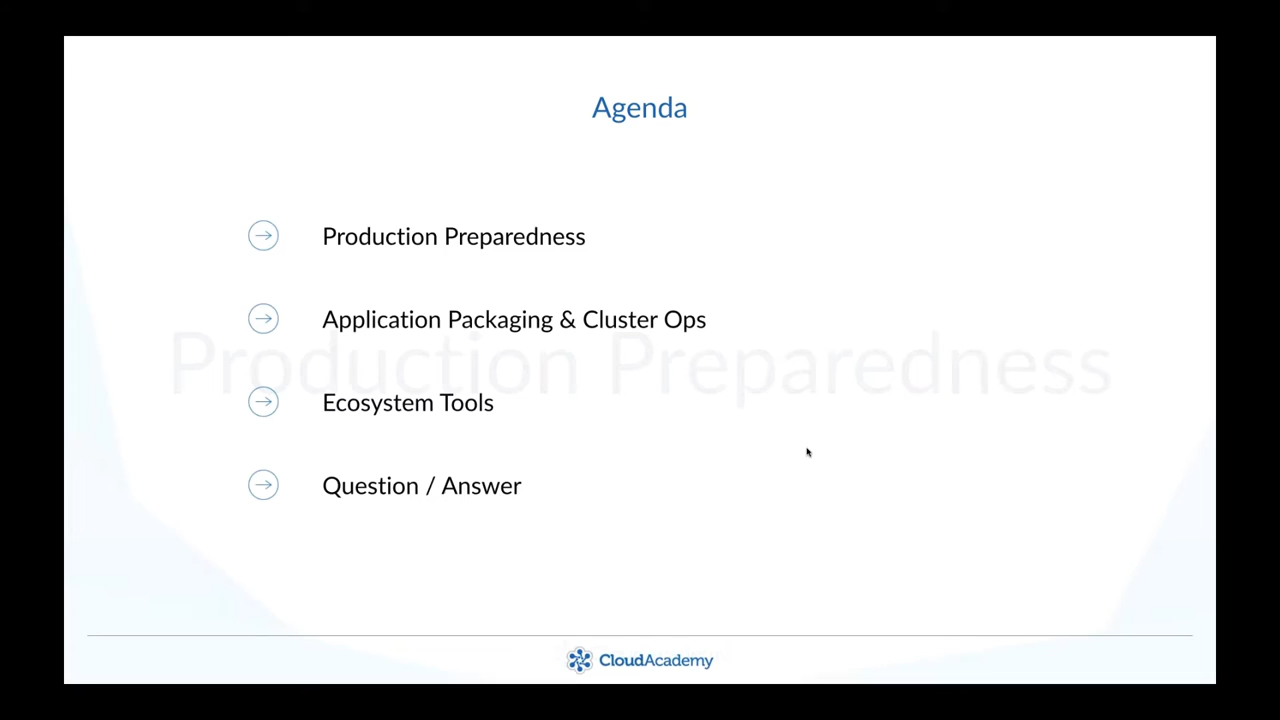 Agenda
Production Preparedness
Application Packaging & Cluster Ops
Production Preparedness
Ecosystem Tools
Question / Answer
CloudAcademy